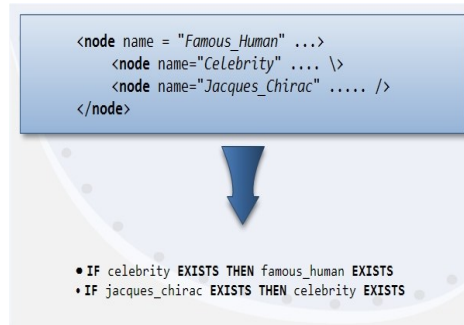 <node name = "Famous_Human" ...>
<node name="Celebrity" .... \>
<node name="Jacques_Chirac" ..... />
</node>
• IF celebrity EXISTS THEN famous_human EXISTS
• IF jacques_chirac EXISTS THEN celebrity EXISTS